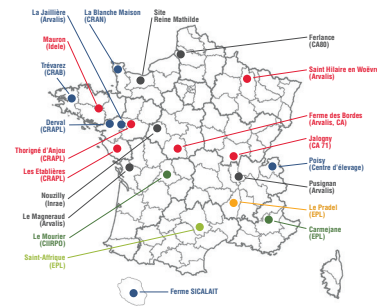 La Jaillière
(Arvalis)
La Blanche Maison
(CRAN)
Site
Reine Mathilde
Mauron
(Idele)
Ferlance
(CA80)
Trévarez
(CRAB)
Saint Hilaire en Woëvre
(Arvalis)
Derval
(CRAPL)
Ferme des Bordes
(Arvalis, CA)
Thorigné d'Anjou
(CRAPL)
Jalogny
(CA 71)
Les Etablières
(CRAPL)
Poisy
(Centre d'élevage)
Nouzilly
(Inrae)
Pusignan
(Arvalis)
Le Magneraud
(Arvalis)
Le Pradel
(EPL)
Le Mourier
(CIIRPO)
Carmejane
(EPL)
Saint-Afrique
(EPL)
Ferme SICALAIT